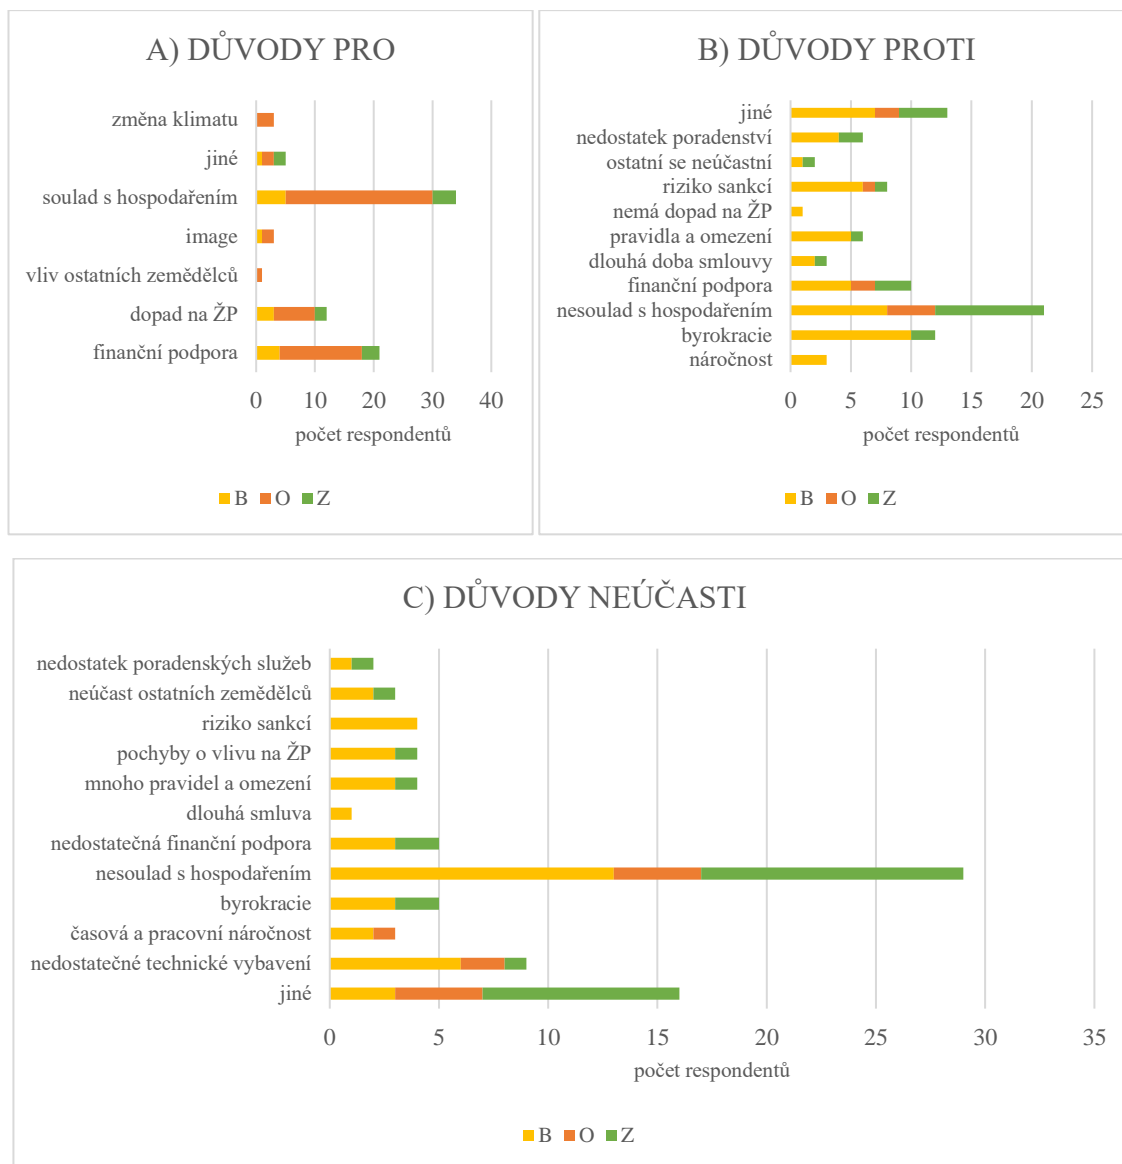 A) DŮVODY PRO
změna klimatu
jiné
soulad s hospodařením
image
vliv ostatních zemědělců
dopad na ŽP
finanční podpora
0 10 20 30 40
počet respondentů
B O Z
B) DŮVODY PROTI
jiné
nedostatek poradenství
ostatní se neúčastní
riziko sankcí
nemá dopad na ŽP
pravidla a omezení
dlouhá doba smlouvy
finanční podpora
nesoulad s hospodařením
byrokracie
náročnost
0 5 10 15 20 25
počet respondentů
B O Z
C) DŮVODY NEÚČASTI
nedostatek poradenských služeb
neúčast ostatních zemědělců
riziko sankcí
pochyby o vlivu na ŽP
mnoho pravidel a omezení
dlouhá smluva
nedostatečná finanční podpora
nesoulad s hospodařením
byrokracie
časová a pracovní náročnost
nedostatečné technické vybavení
jiné
0 5 10 15 20 25 30 35
počet respondentů
B O Z